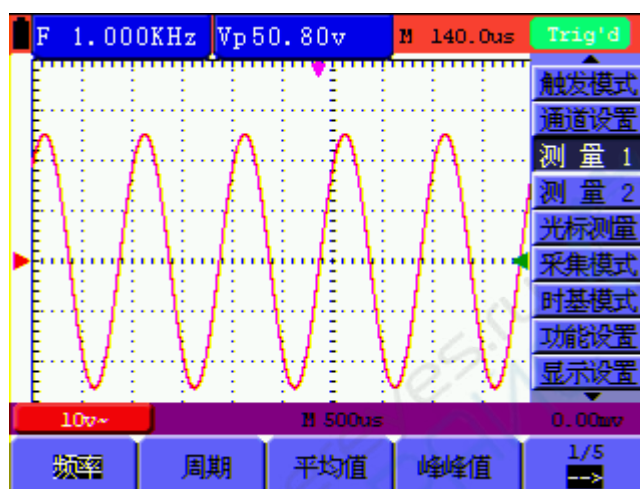 F 1.000KHz Vp50.80v M 140.0us Trig'd
触发模式
通道设置
测 量 1
测 量 2
光标测量
采集模式
时基模式
功能设置
显示设置
10v~ M 500us 0.00mv
频率 周期 平均值 峰峰值 1/5
-->